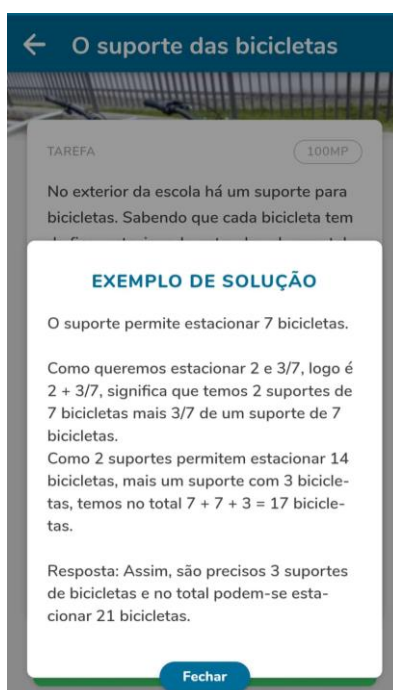 O suporte das bicicletas
TAREFA
100MP
No exterior da escola há um suporte para
bicicletas. Sabendo que cada bicicleta tem
EXEMPLO DE SOLUÇÃO
O suporte permite estacionar 7 bicicletas.
Como queremos estacionar 2 e 3/7, logo é
2 + 3/7, significa que temos 2 suportes de
7 bicicletas mais 3/7 de um suporte de 7
bicicletas.
Como 2 suportes permitem estacionar 14
bicicletas, mais um suporte com 3 bicicle-
tas, temos no total 7 + 7 + 3 = 17 bicicle-
tas.
Resposta: Assim, são precisos 3 suportes
de bicicletas e no total podem-se esta-
cionar 21 bicicletas.
Fechar